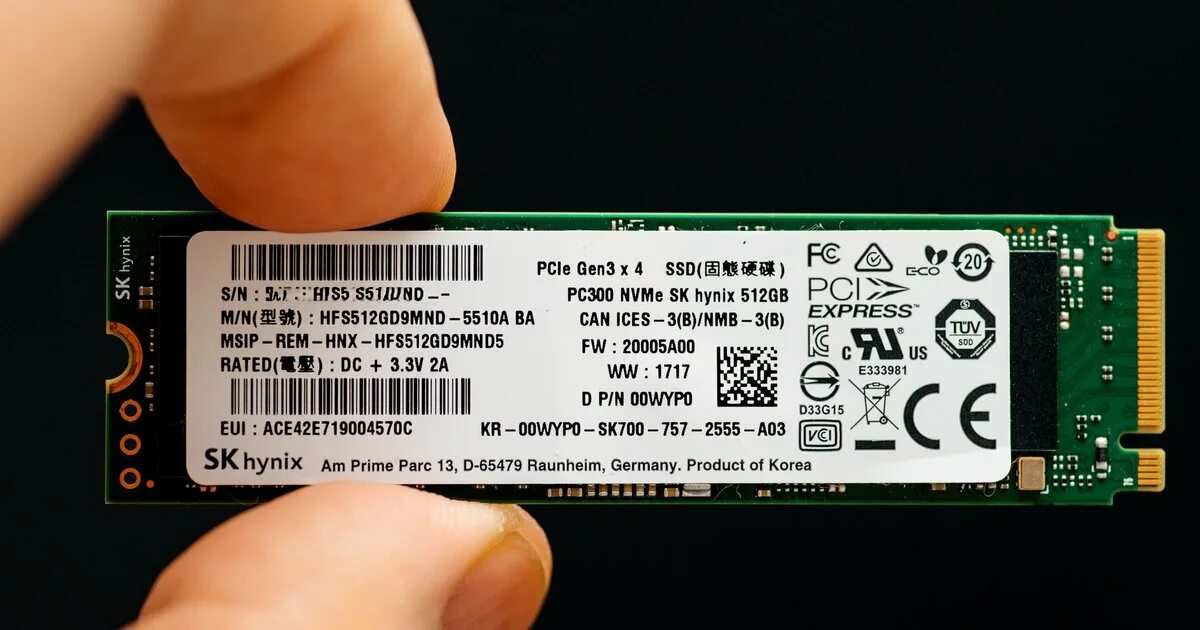 SK hynix
PCIe Gen3 x 4 SSD(固態硬碟)
S/N :
PC300 NVMe SK hynix 512GB
M/N(型號) : HFS512GD9MND-5510A BA
CAN ICES-3(B)/NMB-3(B)
MSIP-REM-HNX-HFS512GD9MND5
FW : 20005A00
RATED(電壓) : DC + 3.3V 2A
WW : 1717
D P/N 00WYP0
EUI : ACE42E719004570C
KR-00WYP0-SK700-757-2555-A03
SK hynix Am Prime Parc 13, D-65479 Raunheim, Germany. Product of Korea
FC
ECO
20
PCI
EXPRESS™
TÜV
SÜD
c RU® US
E333981
D33G15
VCI
CE